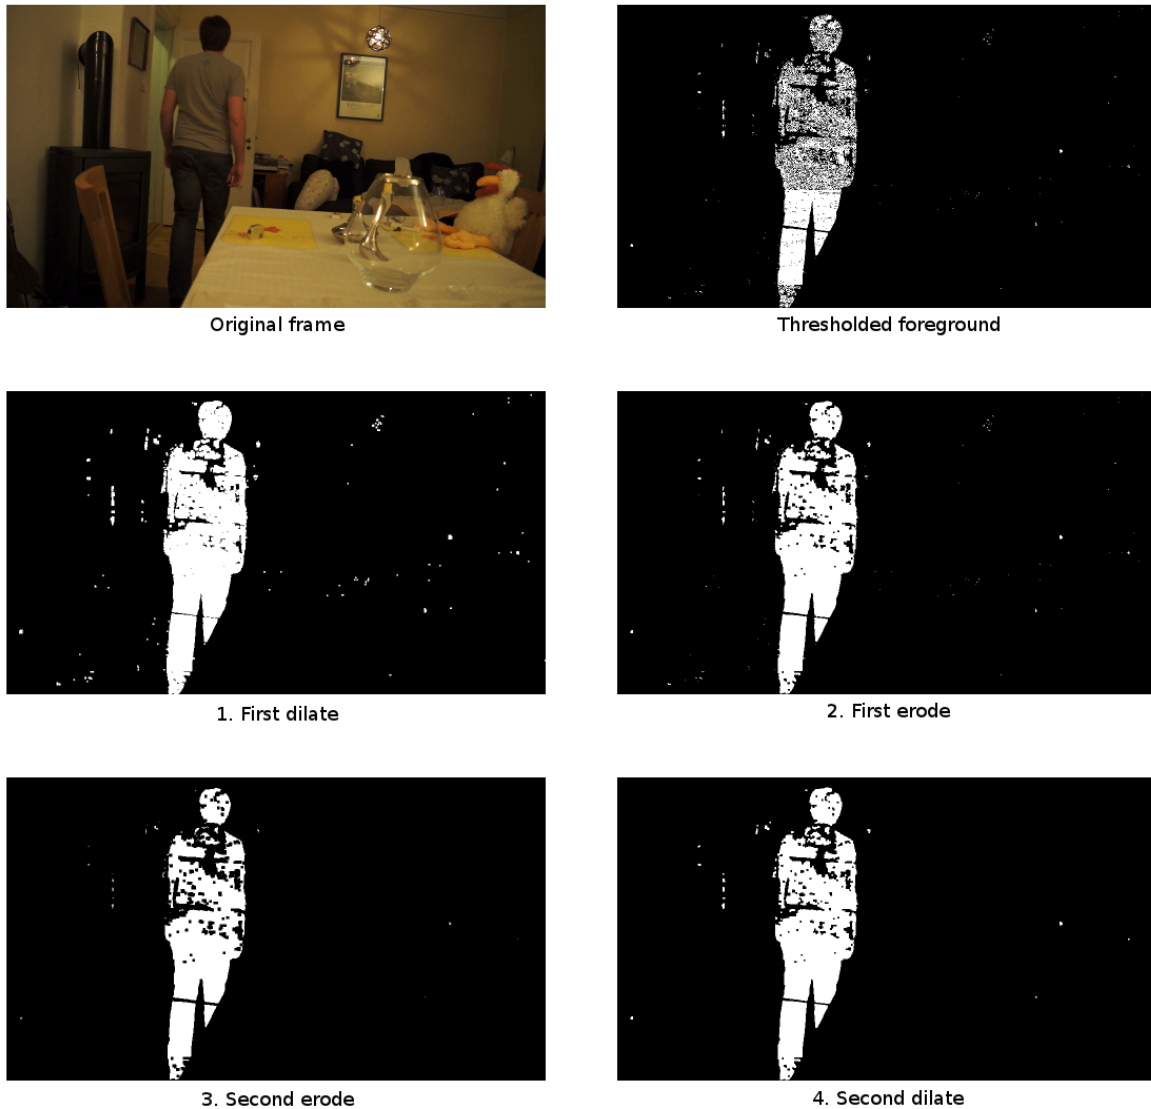 Original frame
Thresholded foreground
1. First dilate
2. First erode
3. Second erode
4. Second dilate